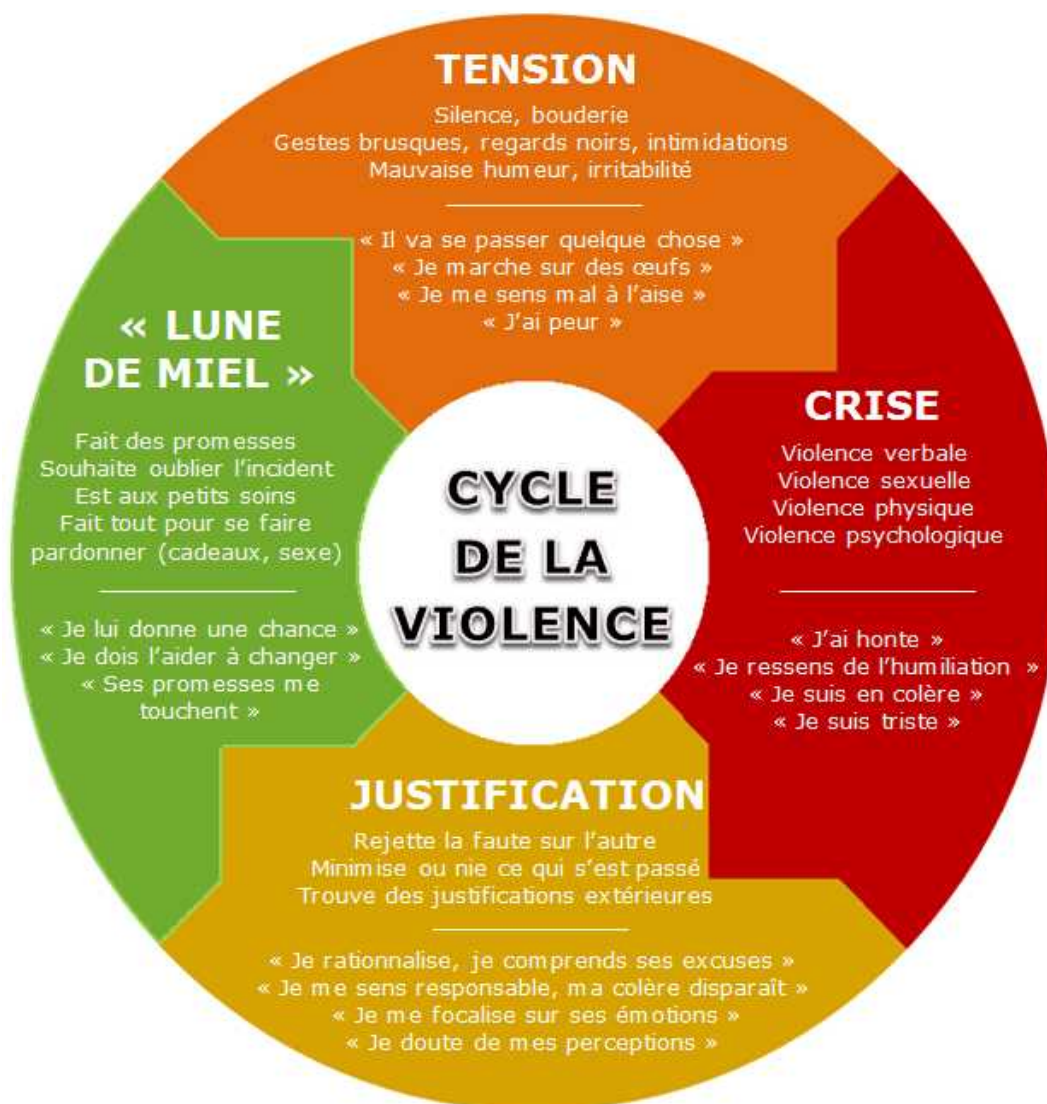 TENSION
Silence, bouderie
Gestes brusques, regards noirs, intimidations
Mauvaise humeur, irritabilité
« Il va se passer quelque chose »
« Je marche sur des œufs »
« Je me sens mal à l’aise »
« J’ai peur »
CRISE
Violence verbale
Violence sexuelle
Violence physique
Violence psychologique
« J’ai honte »
« Je ressens de l’humiliation »
« Je suis en colère »
« Je suis triste »
JUSTIFICATION
Rejette la faute sur l’autre
Minimise ou nie ce qui s’est passé
Trouve des justifications extérieures
« Je rationnalise, je comprends ses excuses »
« Je me sens responsable, ma colère disparaît »
« Je me focalise sur ses émotions »
« Je doute de mes perceptions »
« LUNE
DE MIEL »
Fait des promesses
Souhaite oublier l’incident
Est aux petits soins
Fait tout pour se faire
pardonner (cadeaux, sexe)
« Je lui donne une chance »
« Je dois l’aider à changer »
« Ses promesses me
touchent »
CYCLE
DE LA
VIOLENCE